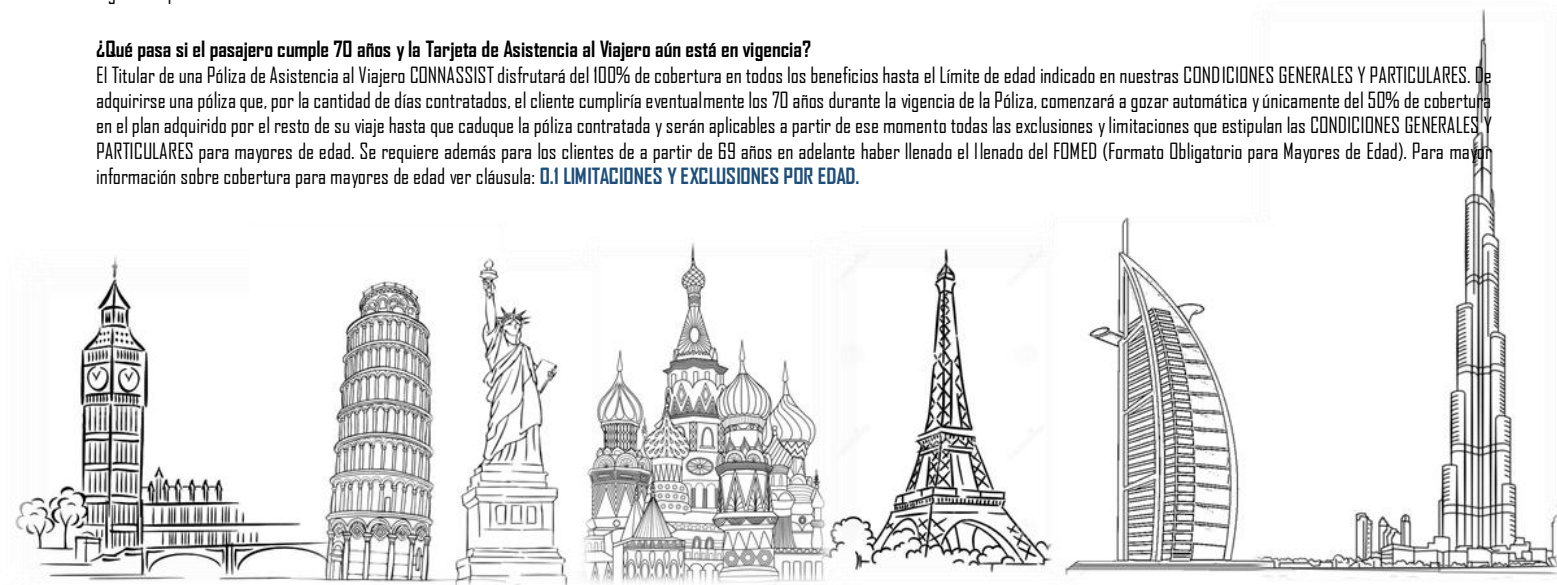 ¿Qué pasa si el pasajero cumple 70 años y la Tarjeta de Asistencia al Viajero aún está en vigencia?
El Titular de una Póliza de Asistencia al Viajero CONNASSIST disfrutará del 100% de cobertura en todos los beneficios hasta el Límite de edad indicado en nuestras CONDICIONES GENERALES Y PARTICULARES. De
adquirirse una póliza que, por la cantidad de días contratados, el cliente cumpliría eventualmente los 70 años durante la vigencia de la Póliza, comenzará a gozar automática y únicamente del 50% de cobertura
en el plan adquirido por el resto de su viaje hasta que caduque la póliza contratada y serán aplicables a partir de ese momento todas las exclusiones y limitaciones que estipulan las CONDICIONES GENERALES Y
PARTICULARES para mayores de edad. Se requiere además para los clientes de a partir de 69 años en adelante haber llenado el llenado del FOMED (Formato Obligatorio para Mayores de Edad). Para mayor
información sobre cobertura para mayores de edad ver cláusula: O.1 LIMITACIONES Y EXCLUSIONES POR EDAD.